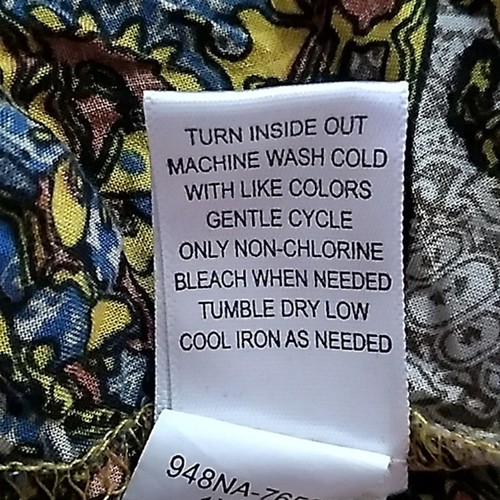 TURN INSIDE OUT
MACHINE WASH COLD
WITH LIKE COLORS
GENTLE CYCLE
ONLY NON-CHLORINE
BLEACH WHEN NEEDED
TUMBLE DRY LOW
COOL IRON AS NEEDED